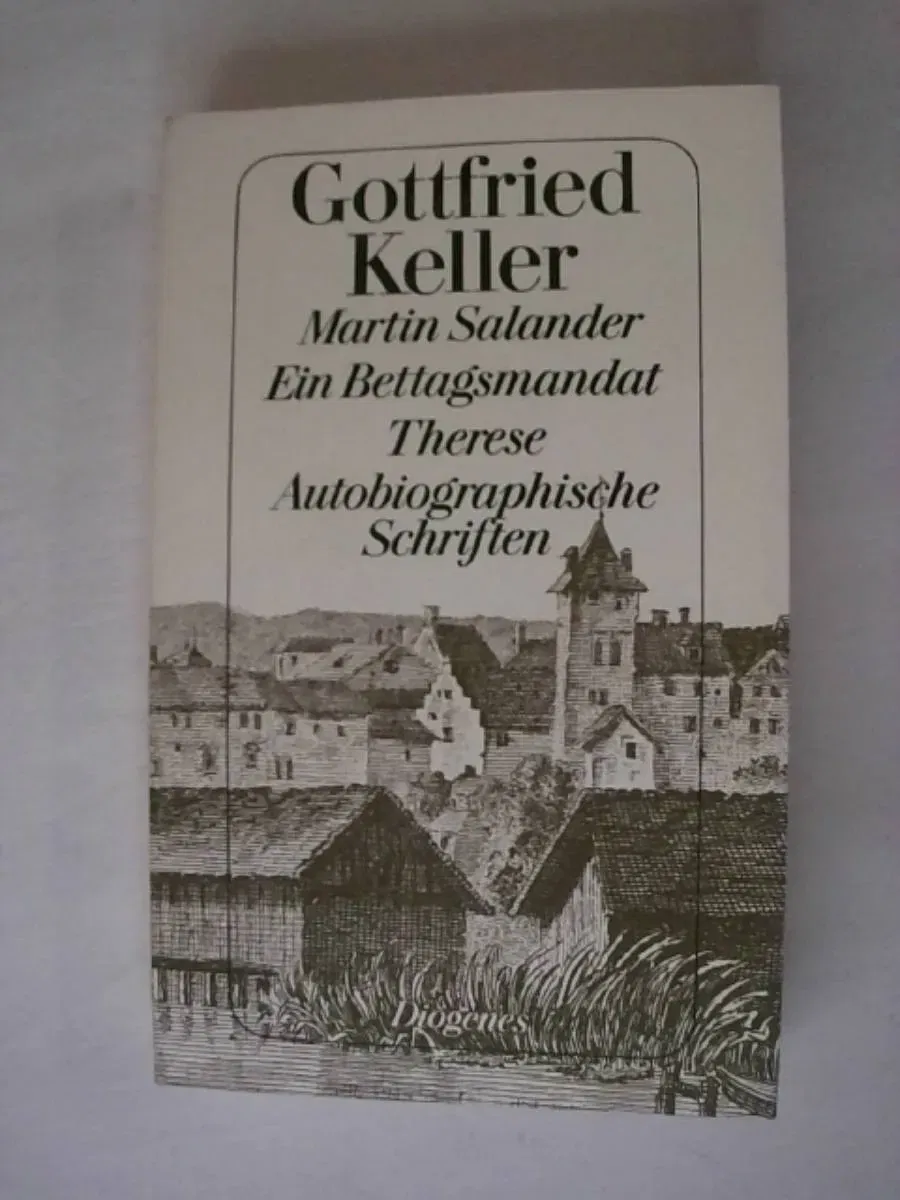 Gottfried
Keller
Martin Salander
Ein Bettagsmandat
Therese
Autobiographische
Schriften
Diogenes